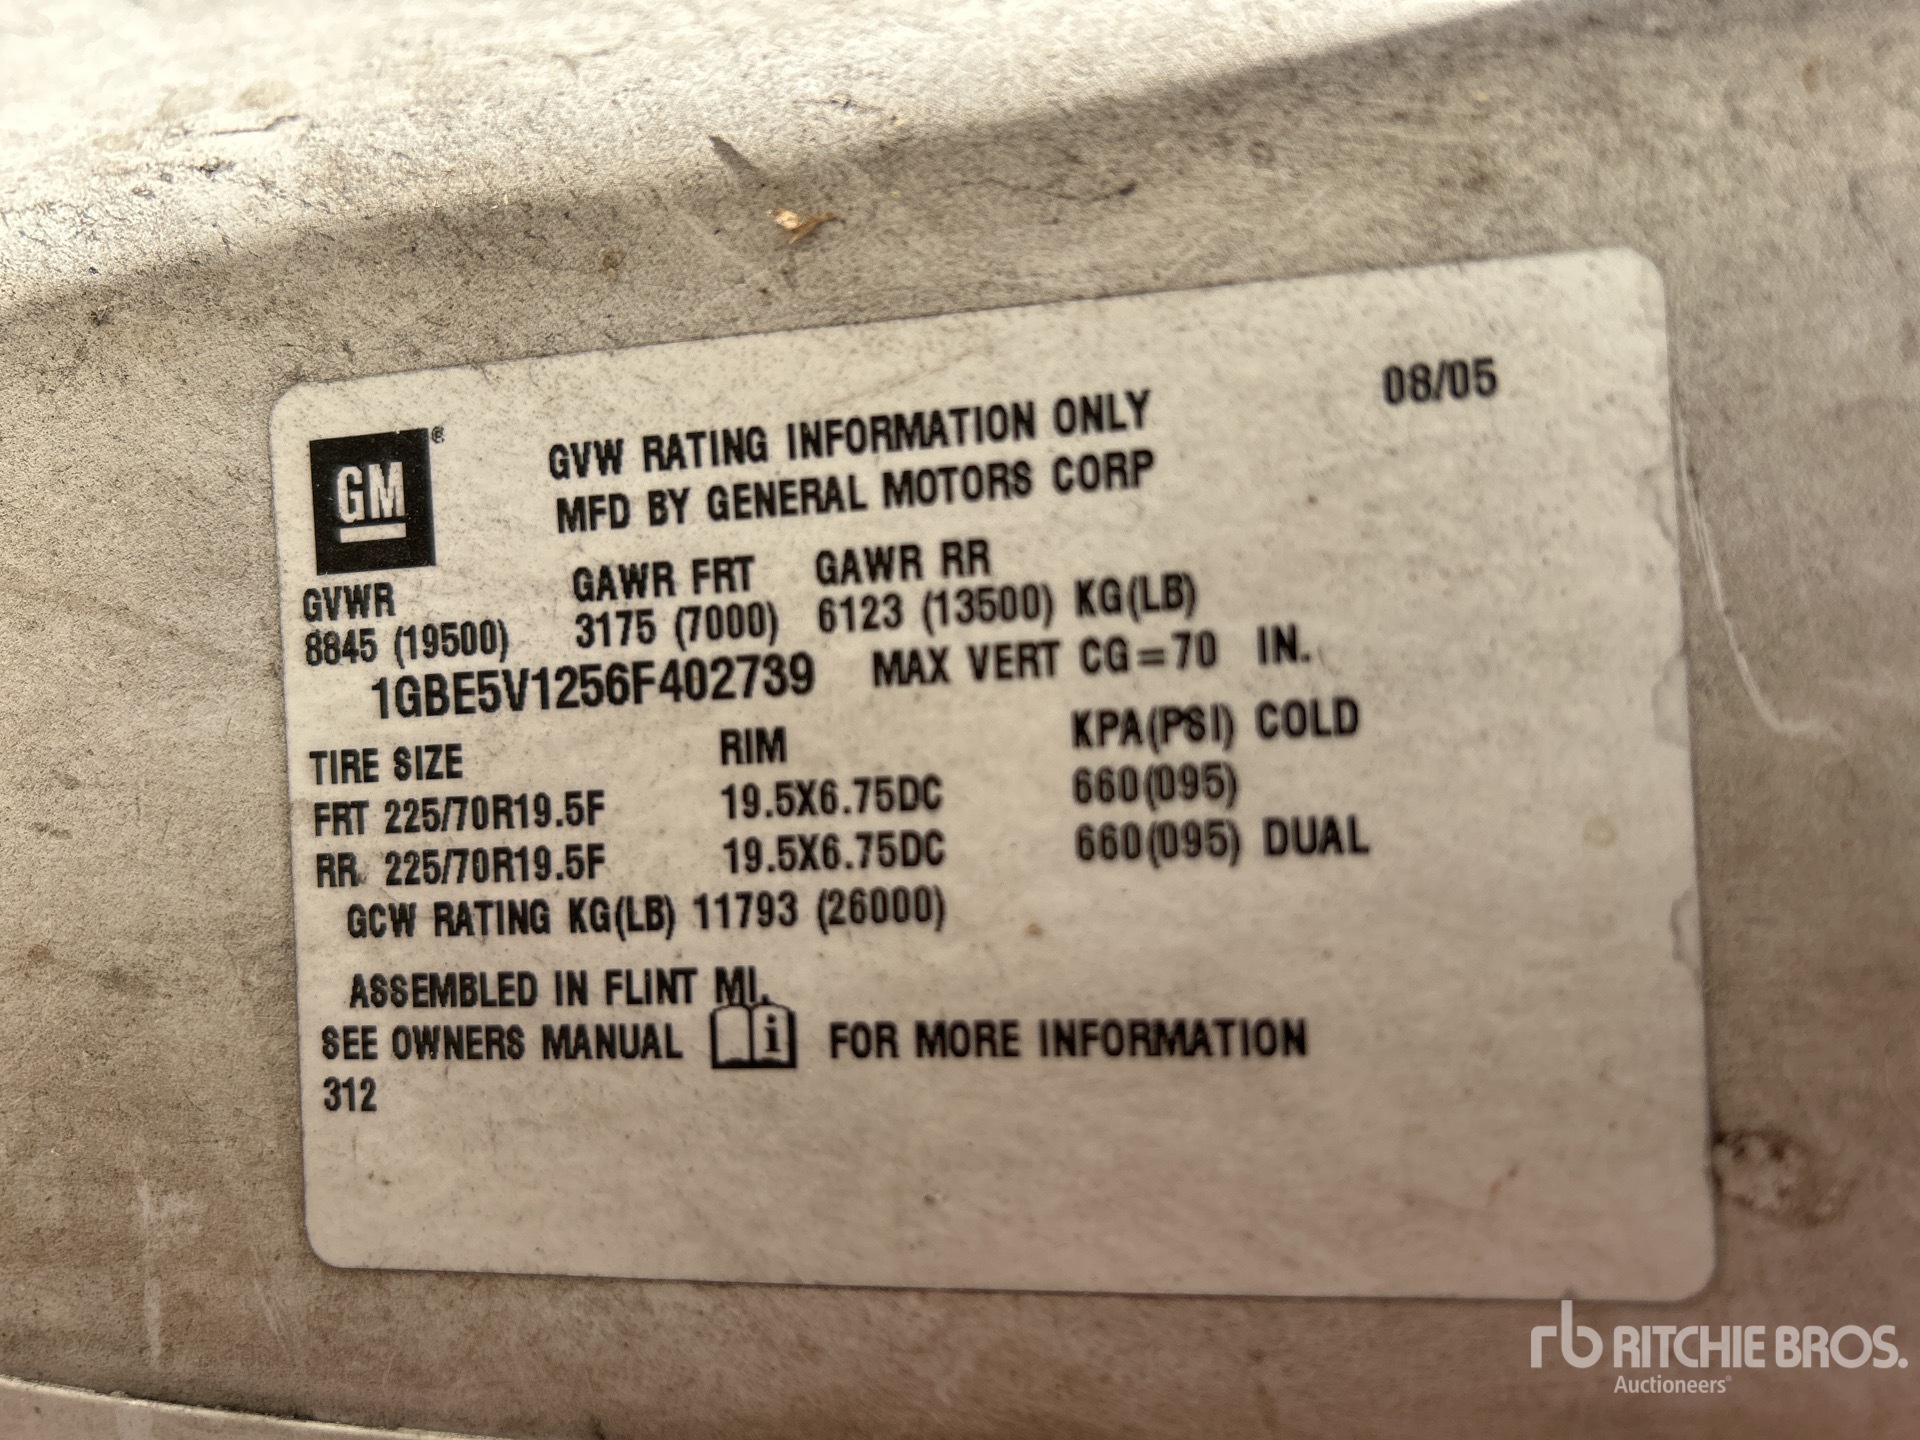 08/05
GM®
GVW RATING INFORMATION ONLY
MFD BY GENERAL MOTORS CORP
GVWR GAWR FRT GAWR RR
8845 (19500) 3175 (7000) 6123 (13500) KG(LB)
1GBE5V1256F402739 MAX VERT CG=70 IN.
TIRE SIZE RIM KPA(PSI) COLD
FRT 225/70R19.5F 19.5X6.75DC 660(095)
RR 225/70R19.5F 19.5X6.75DC 660(095) DUAL
GCW RATING KG(LB) 11793 (26000)
ASSEMBLED IN FLINT MI.
SEE OWNERS MANUAL i FOR MORE INFORMATION
312
rb RITCHIE BROS.
Auctioneers